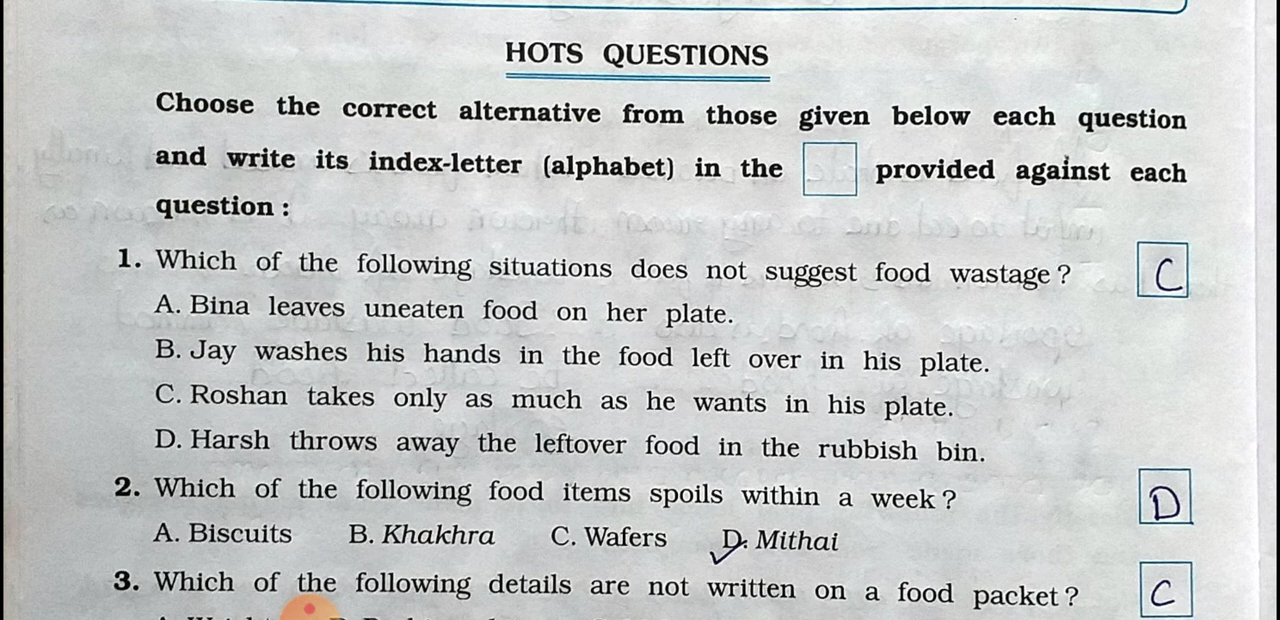 HOTS QUESTIONS
Choose the correct alternative from those given below each question
and write its index-letter (alphabet) in the provided against each
question :
1. Which of the following situations does not suggest food wastage ? C
A. Bina leaves uneaten food on her plate.
B. Jay washes his hands in the food left over in his plate.
C. Roshan takes only as much as he wants in his plate.
D. Harsh throws away the leftover food in the rubbish bin.
2. Which of the following food items spoils within a week ? D
A. Biscuits B. Khakhra C. Wafers D. Mithai
3. Which of the following details are not written on a food packet ? C